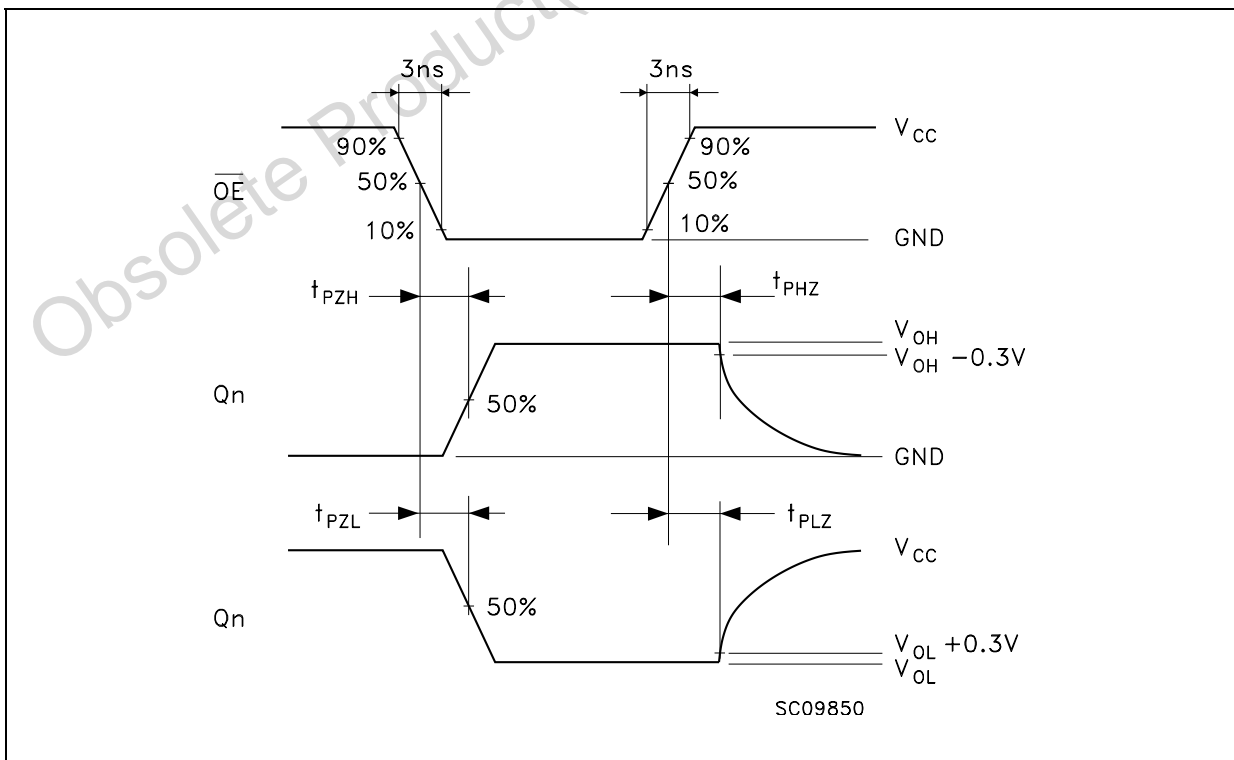 Obsolete Product(
3ns 3ns
V_CC
90% 90%
O̅E̅ 50% 50%
10% 10%
GND
t_PZH t_PHZ
V_OH
V_OH −0.3V
Qn 50%
GND
t_PZL t_PLZ
V_CC
50%
Qn
V_OL +0.3V
V_OL
SC09850